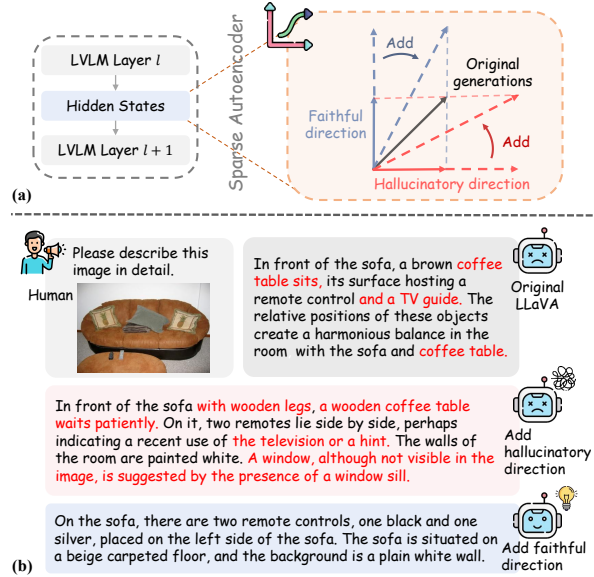 LVLM Layer l
Hidden States
LVLM Layer l + 1
(a)
Sparse Autoencoder
Add
Original
generations
Faithful
direction
Add
Hallucinatory direction
Human
Please describe this
image in detail.
In front of the sofa, a brown coffee
table sits, its surface hosting a
remote control and a TV guide. The
relative positions of these objects
create a harmonious balance in the
room with the sofa and coffee table.
Original
LLaVA
In front of the sofa with wooden legs, a wooden coffee table
waits patiently. On it, two remotes lie side by side, perhaps
indicating a recent use of the television or a hint. The walls of
the room are painted white. A window, although not visible in the
image, is suggested by the presence of a window sill.
Add
hallucinatory
direction
On the sofa, there are two remote controls, one black and one
silver, placed on the left side of the sofa. The sofa is situated on
a beige carpeted floor, and the background is a plain white wall.
Add faithful
direction
(b)